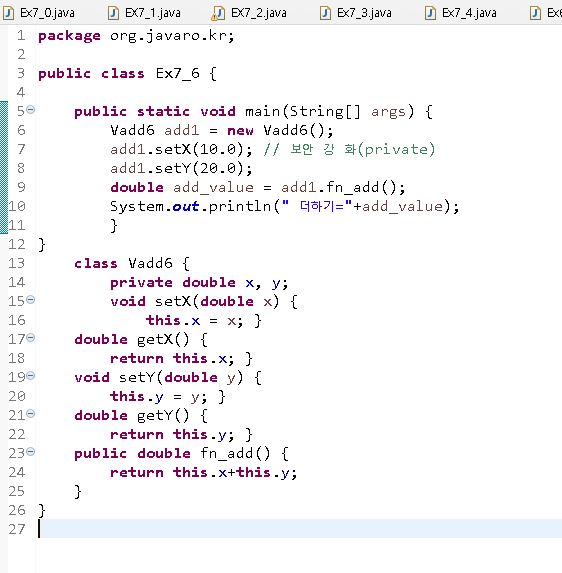 Ex7_0.java Ex7_1.java EX7_2.java Ex7_3.java Ex7_4.java Ex
1 package org.javaro.kr;
2
3 public class Ex7_6 {
4
5 public static void main(String[] args) {
6 Vadd6 add1 = new Vadd6();
7 add1.setX(10.0); // 보안 강 화(private)
8 add1.setY(20.0);
9 double add_value = add1.fn_add();
10 System.out.println(" 더하기="+add_value);
11 }
12 }
13 class Vadd6 {
14 private double x, y;
15 void setX(double x) {
16 this.x = x; }
17 double getX() {
18 return this.x; }
19 void setY(double y) {
20 this.y = y; }
21 double getY() {
22 return this.y; }
23 public double fn_add() {
24 return this.x+this.y;
25 }
26 }
27